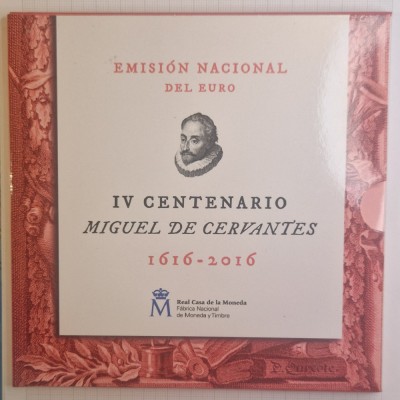 EMISIÓN NACIONAL
DEL EURO
IV CENTENARIO
MIGUEL DE CERVANTES
1616-2016
M
Real Casa de la Moneda
Fábrica Nacional
de Moneda y Timbre